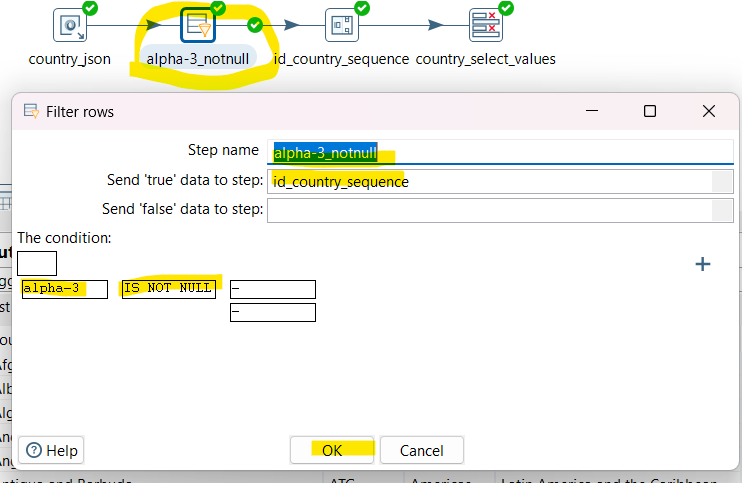 country_json alpha-3_notnull id_country_sequence country_select_values
Filter rows
Step name alpha-3_notnull
Send 'true' data to step: id_country_sequence
Send 'false' data to step:
The condition:
alpha-3 IS NOT NULL -
-
Help OK Cancel